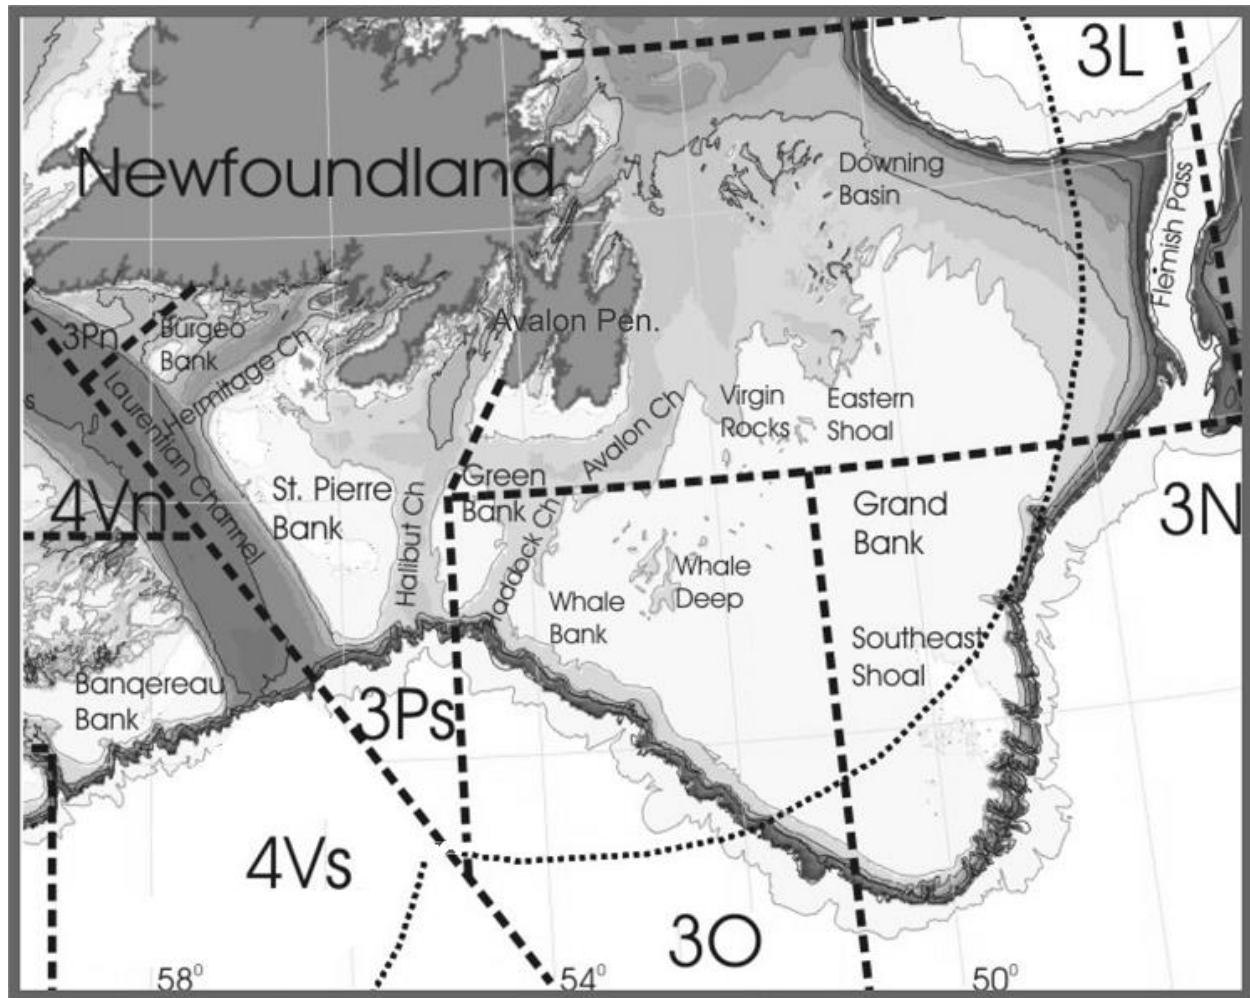 3L
Newfoundland
Downing
Basin
Flemish Pass
3Pn
Burgeo
Bank
Hermitage Ch
Avalon Pen.
Laurentian Channel
s
Virgin
Rocks
Eastern
Shoal
Avalon Ch
4Vn
St. Pierre
Bank
Halibut Ch
Green
Bank
Haddock Ch
Grand
Bank
3N
Whale
Deep
Whale
Bank
Southeast
Shoal
Banqereau
Bank
3Ps
4Vs
3O
58°
54°
50°